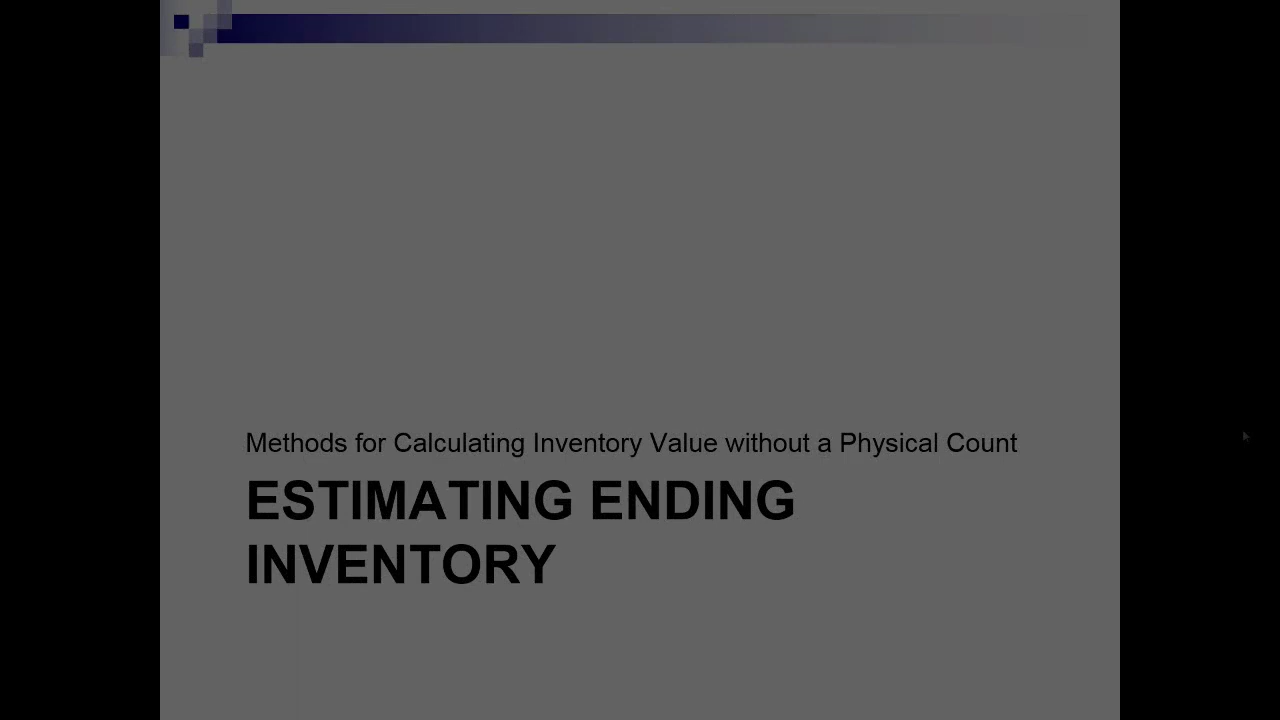 Methods for Calculating Inventory Value without a Physical Count
ESTIMATING ENDING
INVENTORY